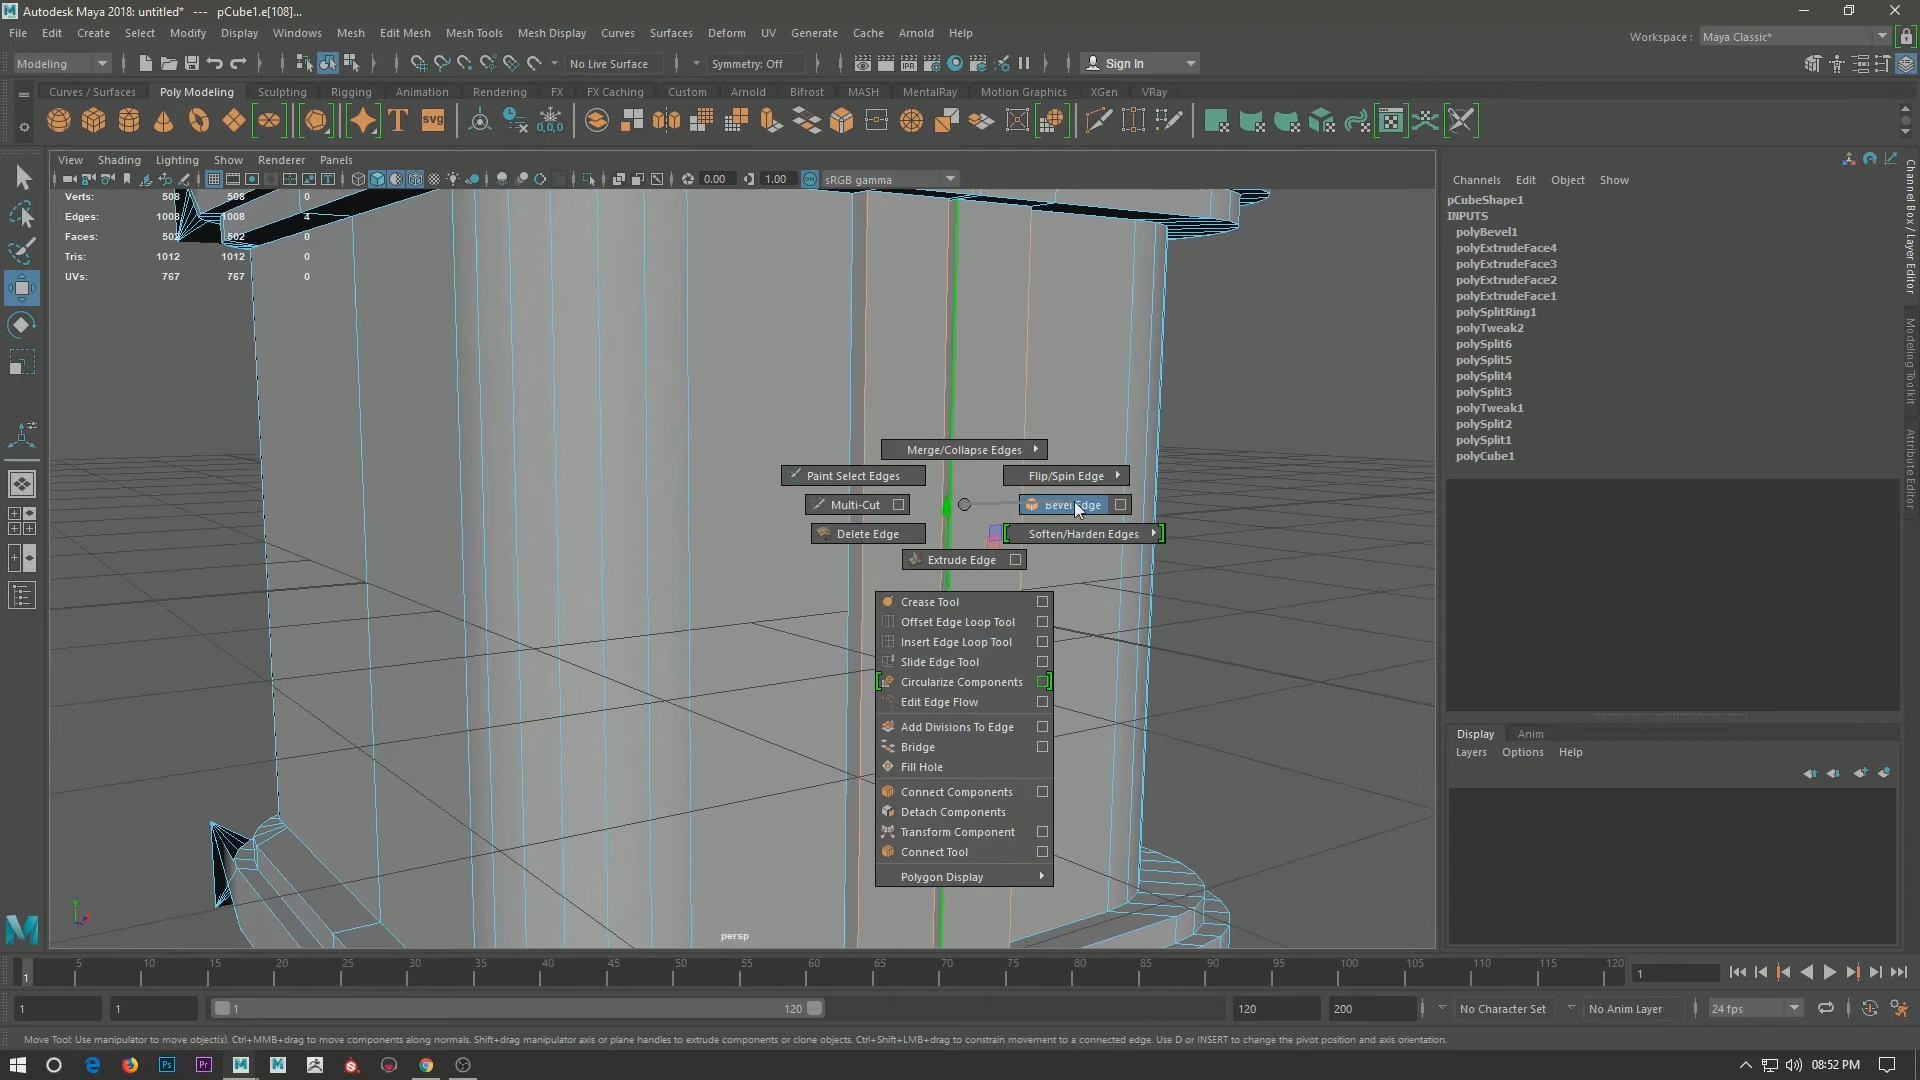 Autodesk Maya 2018: untitled* --- pCube1.e[108]...
File Edit Create Select Modify Display Windows Mesh Edit Mesh Mesh Tools Mesh Display Curves Surfaces Deform UV Generate Cache Arnold Help
Workspace : Maya Classic*
Modeling No Live Surface Symmetry: Off Sign In
Curves / Surfaces Poly Modeling Sculpting Rigging Animation Rendering FX FX Caching Custom Arnold Bifrost MASH MentalRay Motion Graphics XGen VRay
T SVG 0,0,0
View Shading Lighting Show Renderer Panels
0.00 1.00 sRGB gamma
Verts: 508 508 0
Edges: 1008 1008 4
Faces: 502 502 0
Tris: 1012 1012 0
UVs: 767 767 0
Channels Edit Object Show
pCubeShape1
INPUTS
polyBevel1
polyExtrudeFace4
polyExtrudeFace3
polyExtrudeFace2
polyExtrudeFace1
polySplitRing1
polyTweak2
polySplit6
polySplit5
polySplit4
polySplit3
polyTweak1
polySplit2
polySplit1
polyCube1
Channel Box / Layer Editor
Modeling Toolkit
Attribute Editor
Merge/Collapse Edges
Paint Select Edges Flip/Spin Edge
Multi-Cut Bevel Edge
Delete Edge Soften/Harden Edges
Extrude Edge
Crease Tool
Offset Edge Loop Tool
Insert Edge Loop Tool
Slide Edge Tool
Circularize Components
Edit Edge Flow
Add Divisions To Edge
Bridge
Fill Hole
Connect Components
Detach Components
Transform Component
Connect Tool
Polygon Display
Display Anim
Layers Options Help
y
persp
5 10 15 20 25 30 35 40 45 50 55 60 65 70 75 80 85 90 95 100 105 110 115 120
1 1
1 1 1 120 120 200 No Character Set No Anim Layer 24 fps
Move Tool: Use manipulator to move object(s). Ctrl+MMB+drag to move components along normals. Shift+drag manipulator axis or plane handles to extrude components or clone objects. Ctrl+Shift+LMB+drag to constrain movement to a connected edge. Use D or INSERT to change the pivot position and axis orientation.
08:52 PM